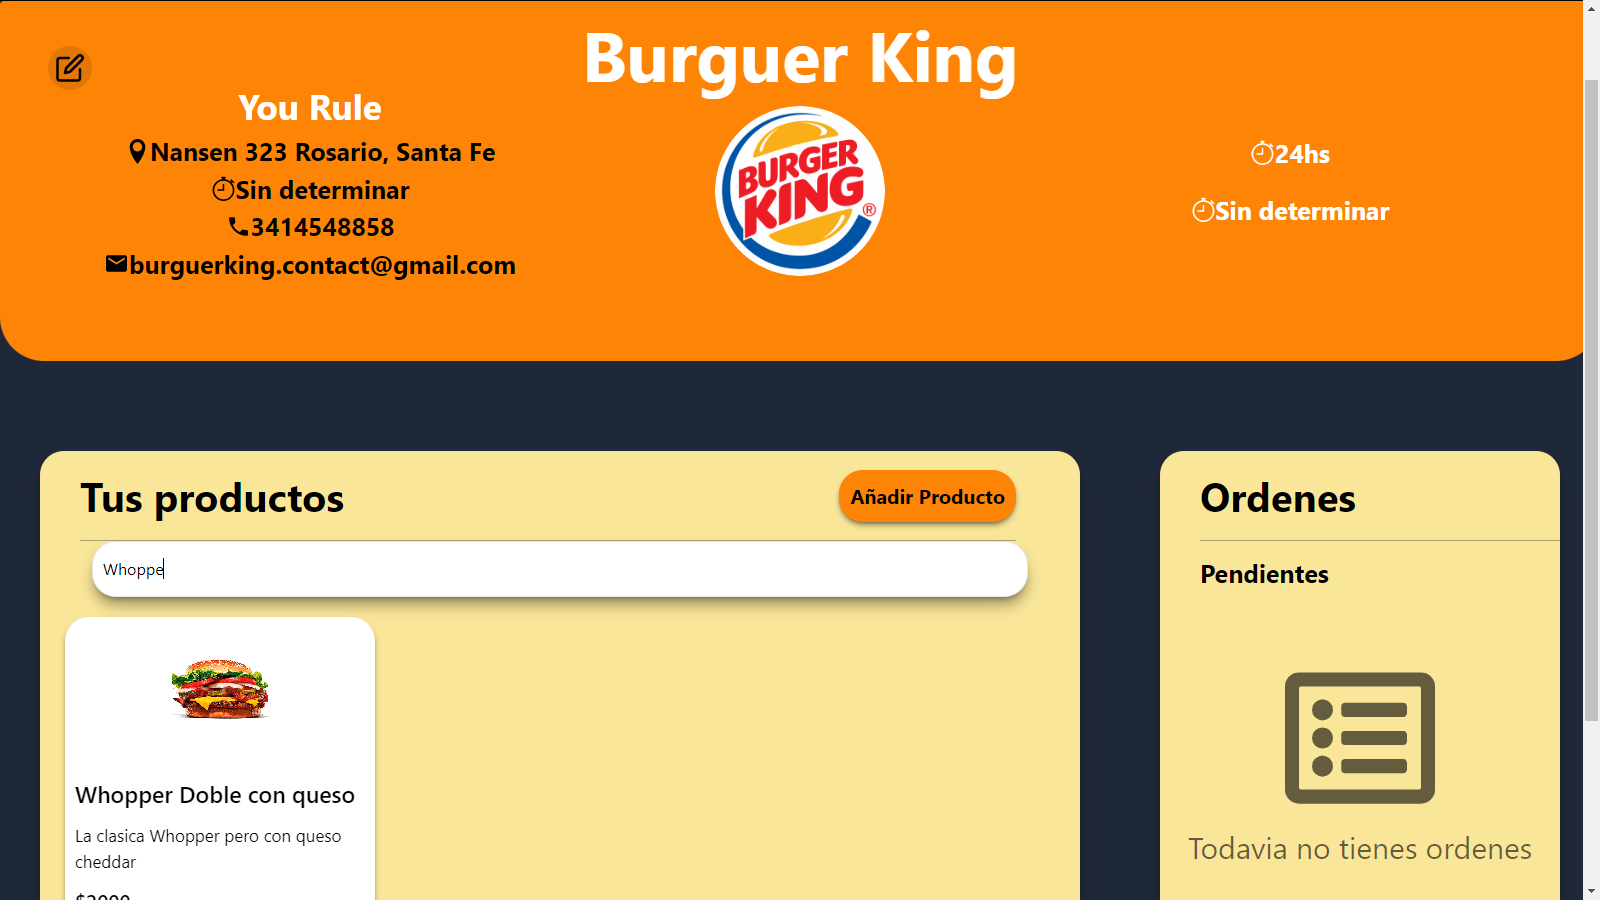 Burguer King
You Rule
Nansen 323 Rosario, Santa Fe
Sin determinar
3414548858
burguerking.contact@gmail.com
BURGER
KING
®
24hs
Sin determinar
Tus productos
Añadir Producto
Whoppe
Whopper Doble con queso
La clasica Whopper pero con queso
cheddar
Ordenes
Pendientes
Todavia no tienes ordenes